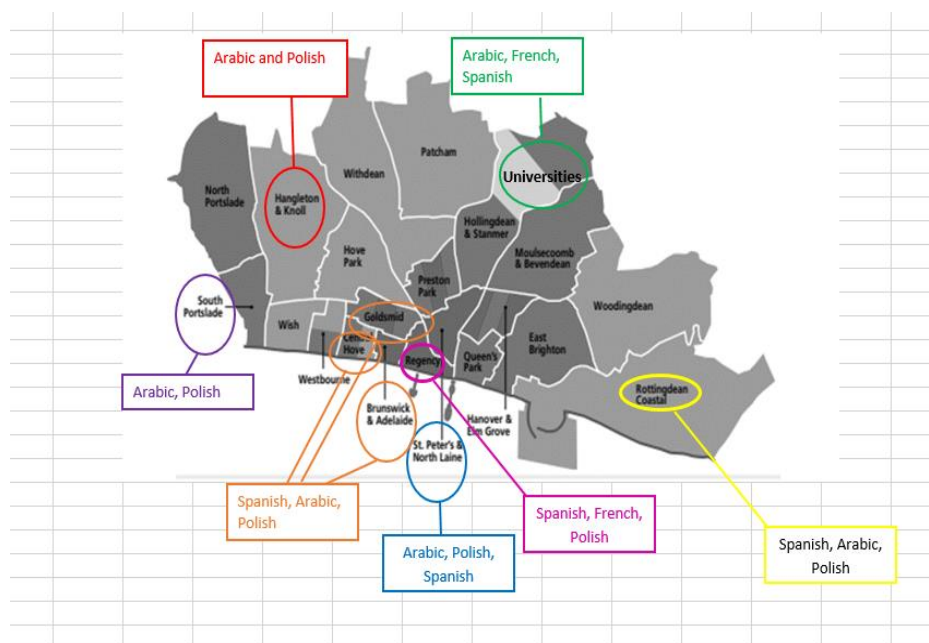 Arabic and Polish
Arabic, French,
Spanish
Patcham
Withdean
Universities
North
Portslade
Hangleton
& Knoll
Hollingdean
& Stanmer
Hove
Park
Moulsecoomb
& Bevendean
Preston
Park
South
Portslade
Woodingdean
Wish
Goldsmid
Central
Hove
East
Brighton
Regency
Queen's
Park
Westbourne
Rottingdean
Coastal
Arabic, Polish
Brunswick
& Adelaide
Hanover &
Elm Grove
St. Peter's &
North Laine
Spanish, Arabic,
Polish
Spanish, French,
Polish
Arabic, Polish,
Spanish
Spanish, Arabic,
Polish